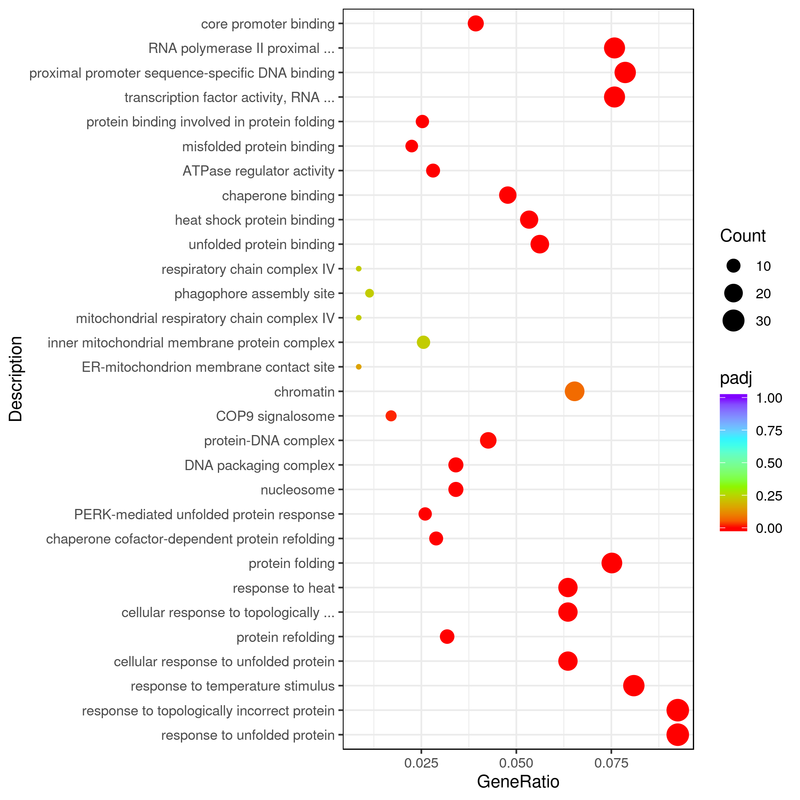 core promoter binding
RNA polymerase II proximal ...
proximal promoter sequence-specific DNA binding
transcription factor activity, RNA ...
protein binding involved in protein folding
misfolded protein binding
ATPase regulator activity
chaperone binding
heat shock protein binding
unfolded protein binding
respiratory chain complex IV
phagophore assembly site
mitochondrial respiratory chain complex IV
inner mitochondrial membrane protein complex
ER-mitochondrion membrane contact site
chromatin
COP9 signalosome
protein-DNA complex
DNA packaging complex
nucleosome
PERK-mediated unfolded protein response
chaperone cofactor-dependent protein refolding
protein folding
response to heat
cellular response to topologically ...
protein refolding
cellular response to unfolded protein
response to temperature stimulus
response to topologically incorrect protein
response to unfolded protein
Description
0.025 0.050 0.075
GeneRatio
Count
10
20
30
padj
1.00
0.75
0.50
0.25
0.00